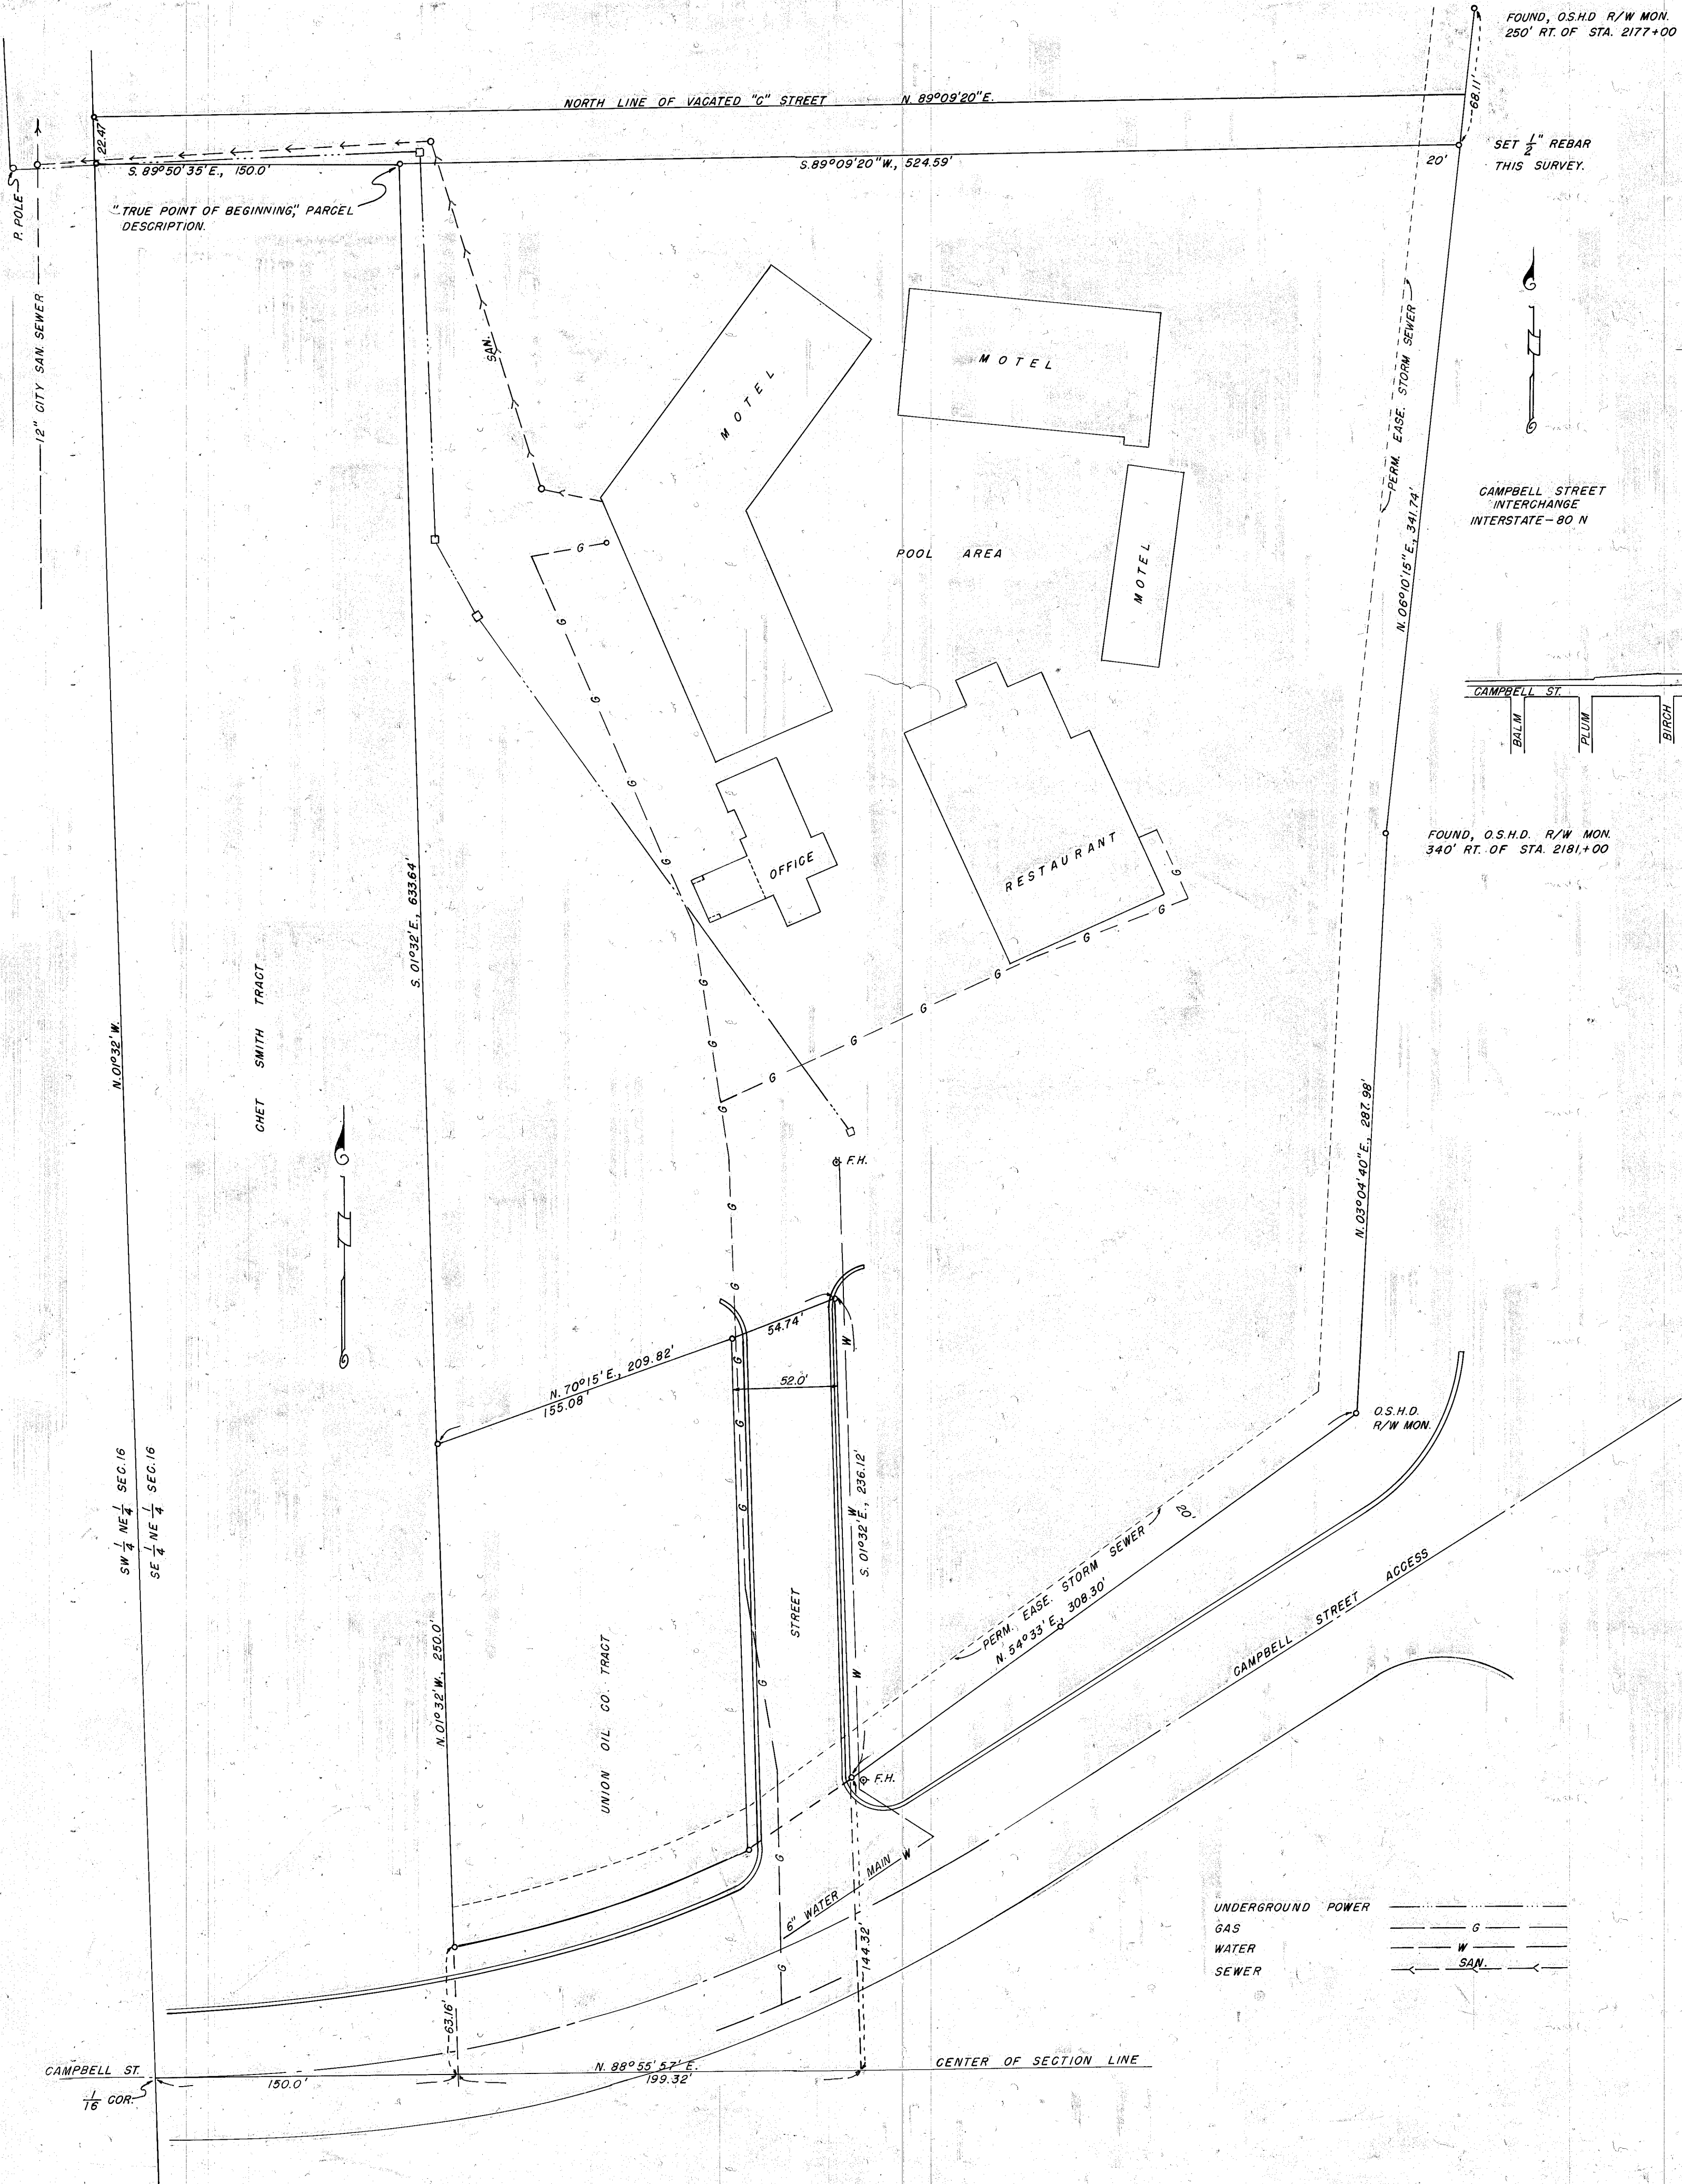 FOUND, O.S.H.D R/W MON.
250' RT. OF STA. 2177+00
NORTH LINE OF VACATED "C" STREET N. 89°09'20"E.
68.11'
22.47
SET 1/2" REBAR
THIS SURVEY.
S. 89°50'35"E., 150.0'
S.89°09'20"W., 524.59'
20'
P. POLE
"TRUE POINT OF BEGINNING," PARCEL
DESCRIPTION.
12" CITY SAN. SEWER
SAN.
MOTEL
MOTEL
PERM. EASE. STORM SEWER
N. 06°10'15"E., 341.74'
CAMPBELL STREET
INTERCHANGE
INTERSTATE-80 N
G
POOL AREA
MOTEL
G
G
CAMPBELL ST.
BALM
PLUM
BIRCH
G
G
OFFICE
RESTAURANT
FOUND, O.S.H.D. R/W MON.
340' RT. OF STA. 2181,+00
G
G
G
S. 01°32'E., 633.64'
G
G
G
G
G
G
G
N.01°32'W.
CHET SMITH TRACT
F.H.
G
N.03°04'40"E., 287.98'
G
54.74'
W
N. 70°15'E., 209.82'
155.08'
G
52.0'
G
O.S.H.D.
R/W MON.
SW 1/4 NE 1/4 SEC.16
SE 1/4 NE 1/4 SEC.16
G
W
S. 01°32'E., 236.12'
PERM. EASE. STORM SEWER
20'
N. 54°33'E., 308.30'
STREET
CAMPBELL STREET ACCESS
N.01°32'W., 250.0'
UNION OIL CO. TRACT
G
W
F.H.
G
6" WATER MAIN W
G
144.32'
63.16'
UNDERGROUND POWER
GAS G
WATER W
SEWER SAN.
CAMPBELL ST.
1/16 COR.
150.0'
N. 88°55'57'E.
199.32'
CENTER OF SECTION LINE